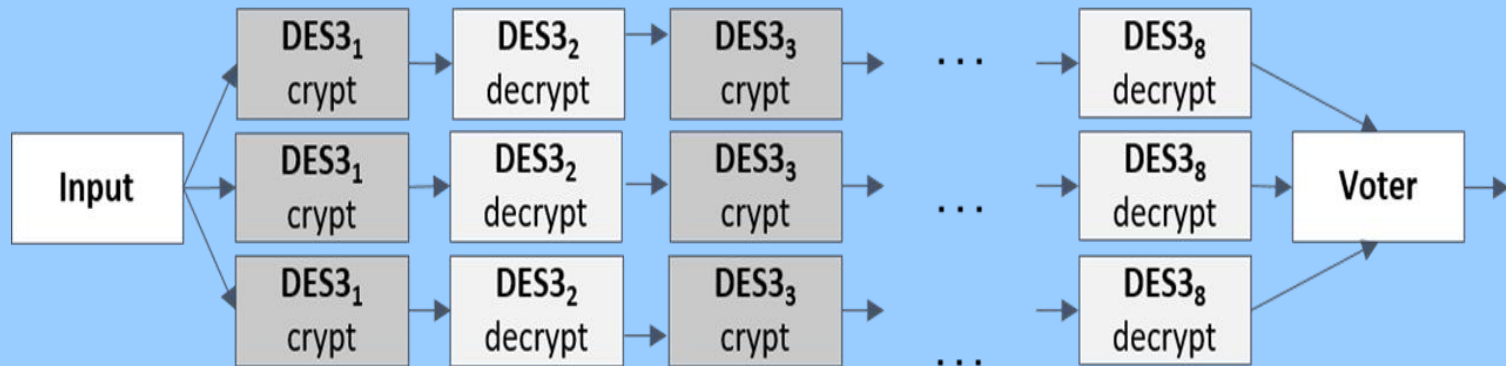 DES3₁ DES3₂ DES3₃ ... DES3₈
crypt decrypt crypt decrypt
Input DES3₁ DES3₂ DES3₃ ... DES3₈ Voter
crypt decrypt crypt decrypt
DES3₁ DES3₂ DES3₃ ... DES3₈
crypt decrypt crypt decrypt